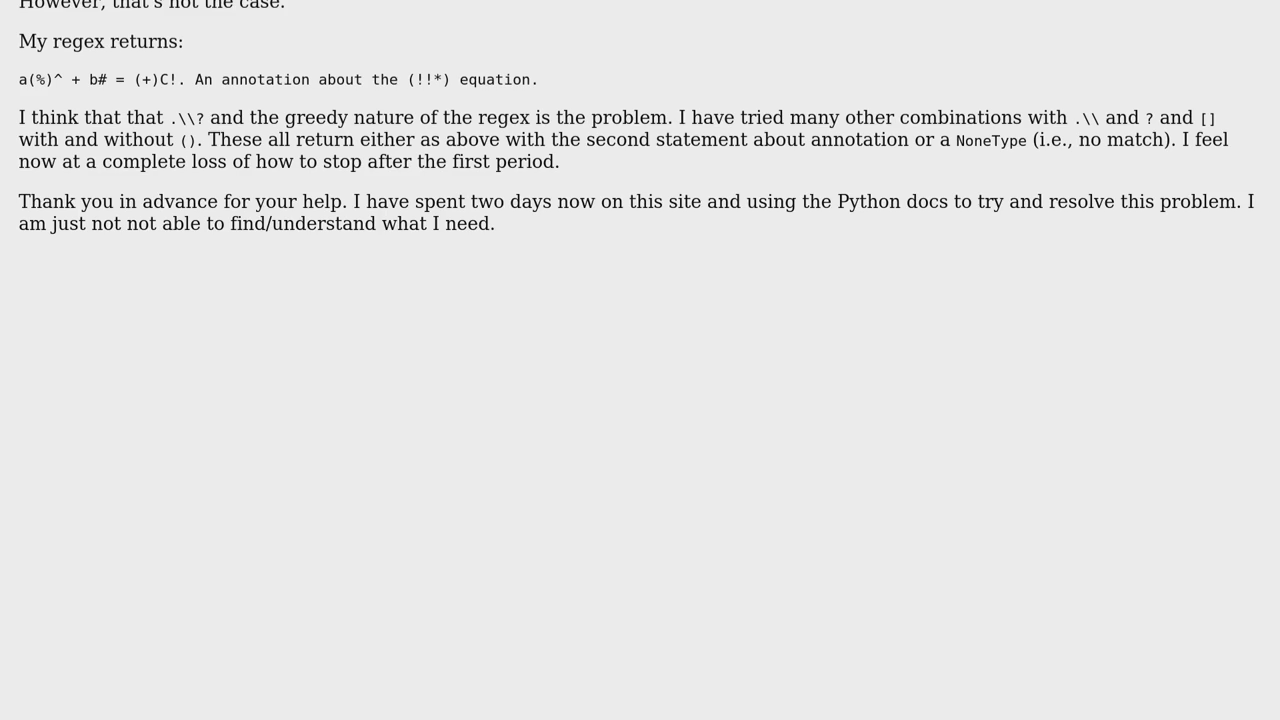 However, that's not the case.
My regex returns:
a(%)^ + b# = (+)C!. An annotation about the (!!*) equation.
I think that that .\\? and the greedy nature of the regex is the problem. I have tried many other combinations with .\\ and ? and []
with and without (). These all return either as above with the second statement about annotation or a NoneType (i.e., no match). I feel
now at a complete loss of how to stop after the first period.
Thank you in advance for your help. I have spent two days now on this site and using the Python docs to try and resolve this problem. I
am just not not able to find/understand what I need.